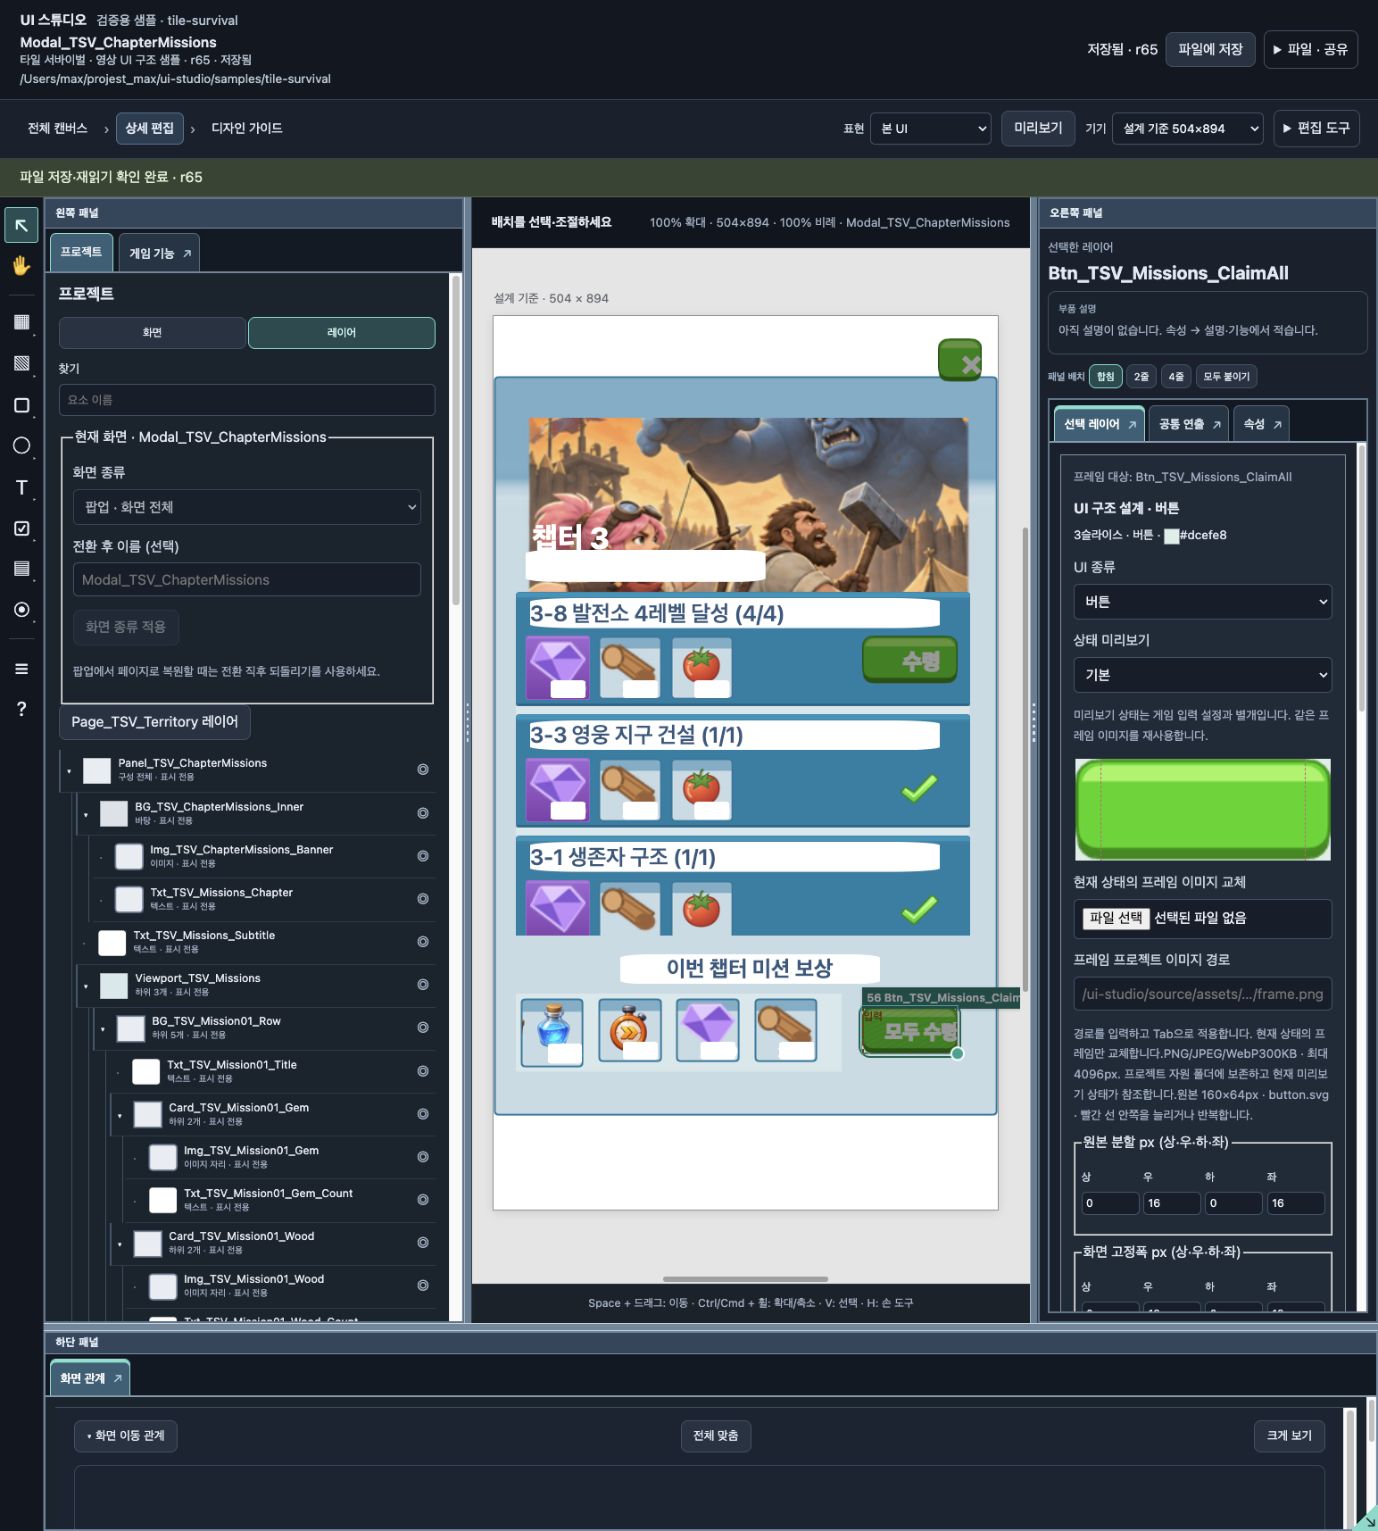 UI 스튜디오 검증용 샘플 · tile-survival
Modal_TSV_ChapterMissions
타일 서바이벌 · 영상 UI 구조 샘플 · r65 · 저장됨
/Users/max/projest_max/ui-studio/samples/tile-survival
저장됨 · r65
파일에 저장
▶ 파일 · 공유
전체 캔버스 › 상세 편집 › 디자인 가이드
표현 본 UI
미리보기
기기 설계 기준 504×894
▶ 편집 도구
파일 저장·재읽기 확인 완료 · r65
왼쪽 패널
프로젝트
게임 기능 ↗
프로젝트
화면
레이어
찾기
요소 이름
현재 화면 · Modal_TSV_ChapterMissions
화면 종류
팝업 · 화면 전체
전환 후 이름 (선택)
Modal_TSV_ChapterMissions
화면 종류 적용
팝업에서 페이지로 복원할 때는 전환 직후 되돌리기를 사용하세요.
Page_TSV_Territory 레이어
Panel_TSV_ChapterMissions
구성 전체 · 표시 전용
BG_TSV_ChapterMissions_Inner
바탕 · 표시 전용
Img_TSV_ChapterMissions_Banner
이미지 · 표시 전용
Txt_TSV_Missions_Chapter
텍스트 · 표시 전용
Txt_TSV_Missions_Subtitle
텍스트 · 표시 전용
Viewport_TSV_Missions
하위 3개 · 표시 전용
BG_TSV_Mission01_Row
하위 5개 · 표시 전용
Txt_TSV_Mission01_Title
텍스트 · 표시 전용
Card_TSV_Mission01_Gem
하위 2개 · 표시 전용
Img_TSV_Mission01_Gem
이미지 자리 · 표시 전용
Txt_TSV_Mission01_Gem_Count
텍스트 · 표시 전용
Card_TSV_Mission01_Wood
하위 2개 · 표시 전용
Img_TSV_Mission01_Wood
이미지 자리 · 표시 전용
Txt_TSV_Mission01_Wood_Count
T
?
배치를 선택·조절하세요
100% 확대 · 504×894 · 100% 비례 · Modal_TSV_ChapterMissions
설계 기준 · 504 × 894
챕터 3
3-8 발전소 4레벨 달성 (4/4)
수령
3-3 영웅 지구 건설 (1/1)
3-1 생존자 구조 (1/1)
이번 챕터 미션 보상
56 Btn_TSV_Missions_Claim
입력
모두 수령
Space + 드래그: 이동 · Ctrl/Cmd + 휠: 확대/축소 · V: 선택 · H: 손 도구
오른쪽 패널
선택한 레이어
Btn_TSV_Missions_ClaimAll
부품 설명
아직 설명이 없습니다. 속성 → 설명·기능에서 적습니다.
패널 배치 합침 2줄 4줄 모두 붙이기
선택 레이어 ↗
공통 연출 ↗
속성 ↗
프레임 대상: Btn_TSV_Missions_ClaimAll
UI 구조 설계 · 버튼
3슬라이스 · 버튼 · #dcefe8
UI 종류
버튼
상태 미리보기
기본
미리보기 상태는 게임 입력 설정과 별개입니다. 같은 프
레임 이미지를 재사용합니다.
현재 상태의 프레임 이미지 교체
파일 선택 선택된 파일 없음
프레임 프로젝트 이미지 경로
/ui-studio/source/assets/.../frame.png
경로를 입력하고 Tab으로 적용합니다. 현재 상태의 프
레임만 교체합니다.PNG/JPEG/WebP300KB · 최대
4096px. 프로젝트 자원 폴더에 보존하고 현재 미리보
기 상태가 참조합니다.원본 160×64px · button.svg
· 빨간 선 안쪽을 늘리거나 반복합니다.
원본 분할 px (상·우·하·좌)
상 우 하 좌
0 16 0 16
화면 고정폭 px (상·우·하·좌)
상 우 하 좌
하단 패널
화면 관계 ↗
화면 이동 관계
전체 맞춤
크게 보기